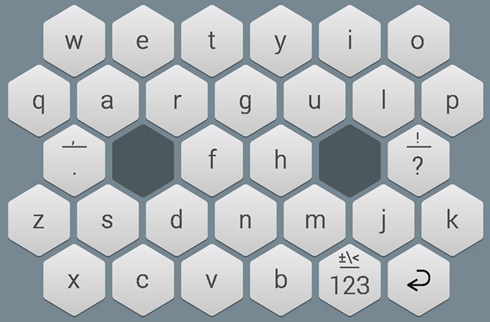 w e t y i o
q a r g u l p
, . f h ! ?
z s d n m j k
x c v b ±\< 123